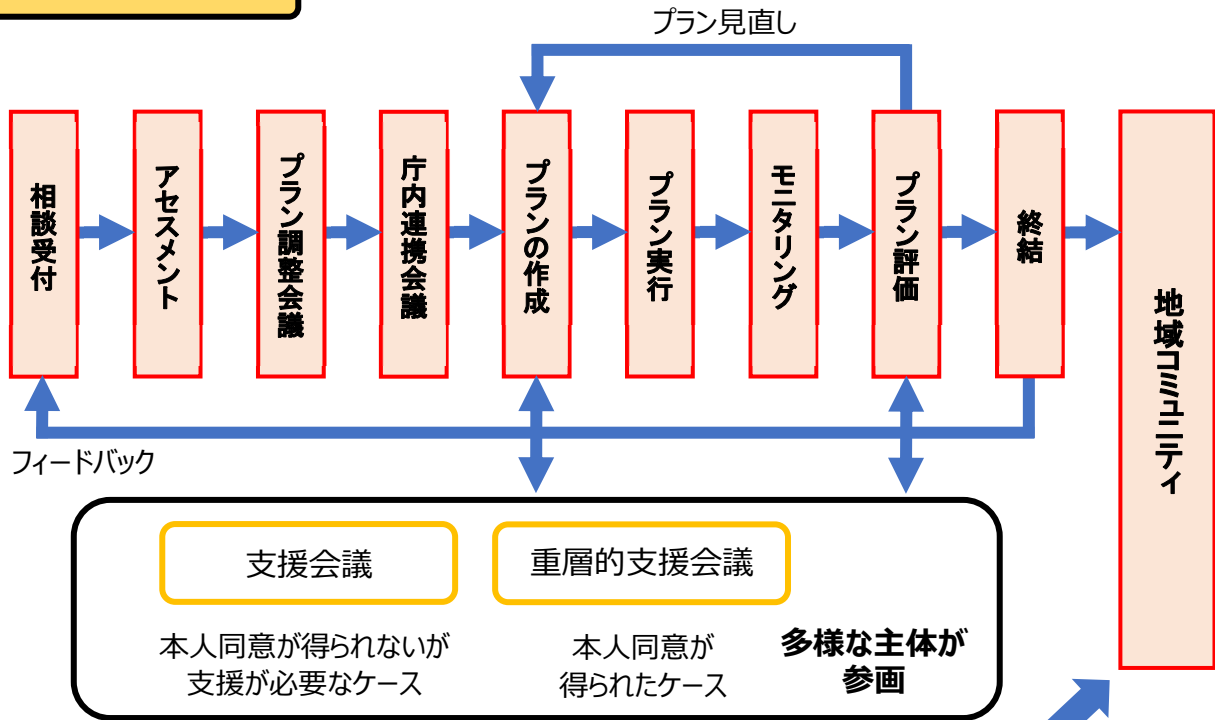 プラン見直し
相談受付
アセスメント
プラン調整会議
庁内連携会議
プランの作成
プラン実行
モニタリング
プラン評価
終結
地域コミュニティ
フィードバック
支援会議
重層的支援会議
本人同意が得られないが
支援が必要なケース
本人同意が
得られたケース
多様な主体が
参画